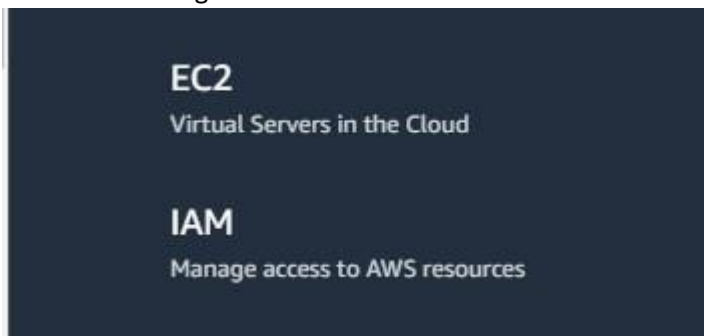 EC2
Virtual Servers in the Cloud
IAM
Manage access to AWS resources